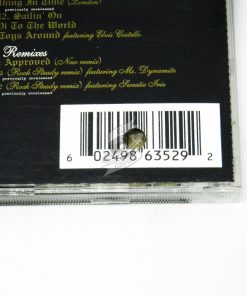 thing In Time (London)
previously unreleased
12. Sailin' On
Di To The World
Toys Around featuring Elvis Costello
Remixes
Approved (New remix)
previously unreleased
(Rock Steady remix) featuring Ms. Dynamite
previously unreleased
(Rock Steady remix) featuring Sweetie Irie
previously unreleased
6 02498 63529 2